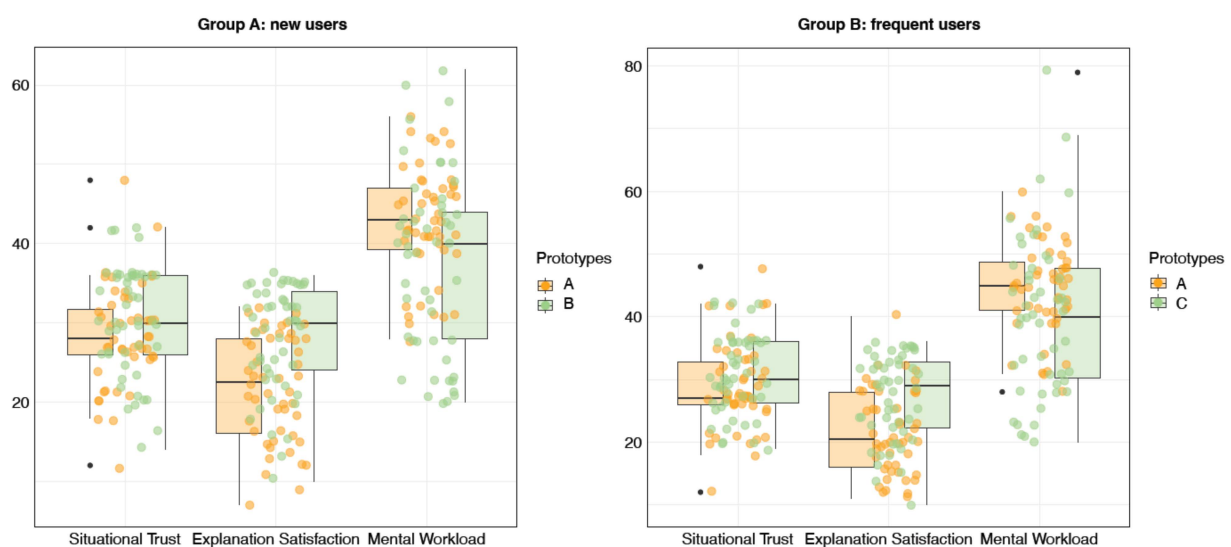 Group A: new users
60
40
20
Situational Trust Explanation Satisfaction Mental Workload
Prototypes
A
B
Group B: frequent users
80
60
40
20
Situational Trust Explanation Satisfaction Mental Workload
Prototypes
A
C